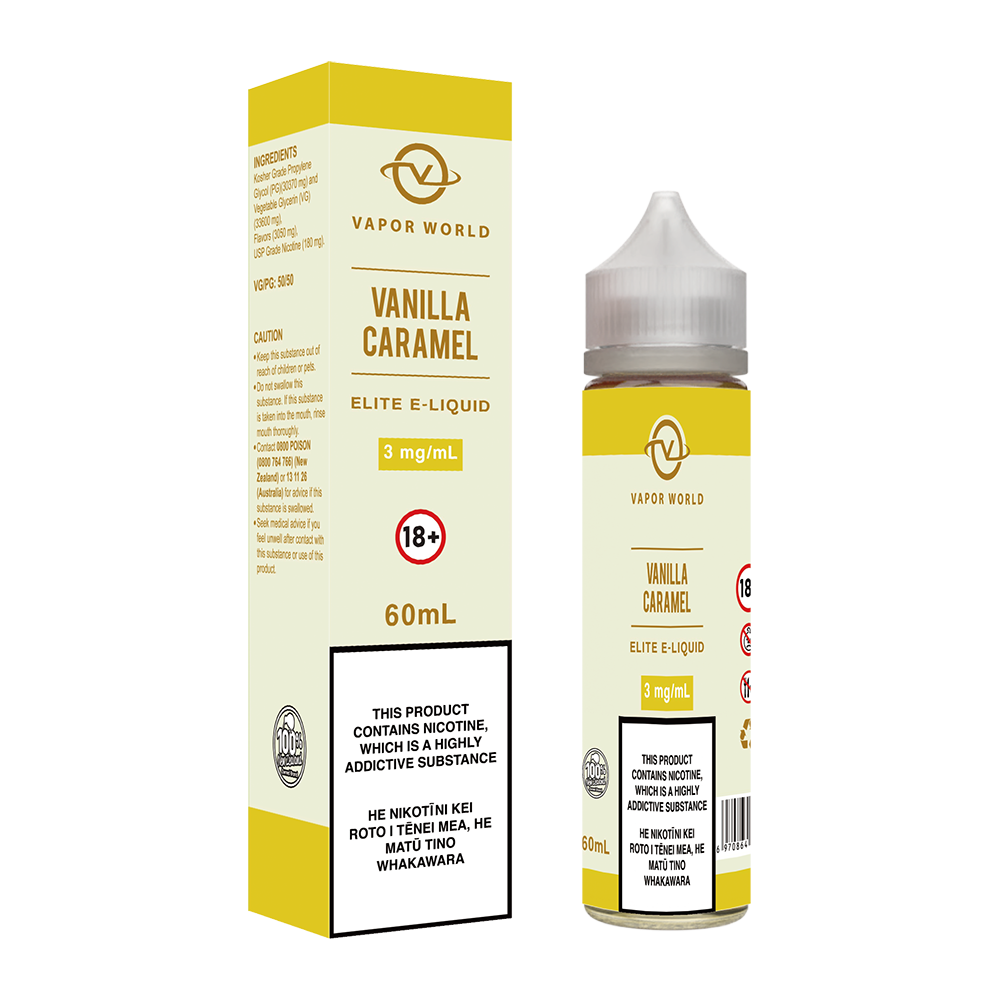 INGREDIENTS
Kosher Grade Propylene
Glycol (PG)(30370 mg) and
Vegetable Glycerin (VG)
(33600 mg),
Flavors (3050 mg),
USP Grade Nicotine (180 mg).
VG/PG: 50/50
CAUTION
•Keep this substance out of
reach of children or pets.
•Do not swallow this
substance. If this substance
is taken into the mouth, rinse
mouth thoroughly.
•Contact 0800 POISON
(0800 764 766) (New
Zealand) or 13 11 26
(Australia) for advice if this
substance is swallowed.
•Seek medical advice if you
feel unwell after contact with
this substance or use of this
product.
100%
V
VAPOR WORLD
VANILLA
CARAMEL
ELITE E-LIQUID
3 mg/mL
18+
60mL
THIS PRODUCT
CONTAINS NICOTINE,
WHICH IS A HIGHLY
ADDICTIVE SUBSTANCE
HE NIKOTĪNI KEI
ROTO I TĒNEI MEA, HE
MATŪ TINO
WHAKAWARA
V
VAPOR WORLD
VANILLA
CARAMEL
ELITE E-LIQUID
3 mg/mL
18
100%
60mL
THIS PRODUCT
CONTAINS NICOTINE,
WHICH IS A HIGHLY
ADDICTIVE SUBSTANCE
HE NIKOTĪNI KEI
ROTO I TĒNEI MEA, HE
MATŪ TINO
WHAKAWARA
6 970864